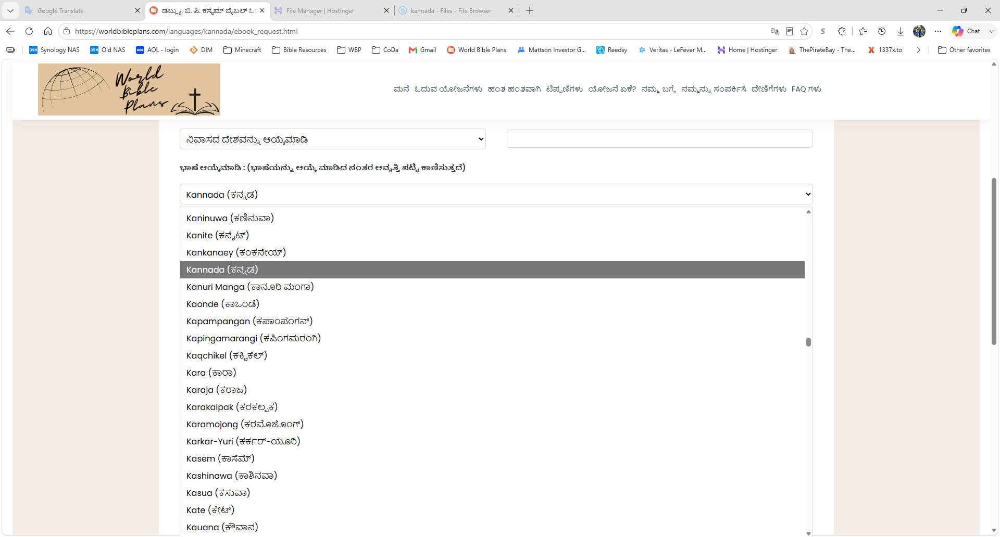 Google Translate
ಡಬ್ಲ್ಯು. ಬಿ. ಪಿ. ಕಸ್ಟಮ್ ಬೈಬಲ್ ಓದ
File Manager | Hostinger
kannada - Files - File Browser
https://worldbibleplans.com/languages/kannada/ebook_request.html
Chat
Synology NAS
Old NAS
AOL - login
DIM
Minecraft
Bible Resources
WBP
CoDa
Gmail
World Bible Plans
Mattson Investor G...
Reedsy
Veritas - LeFever M...
Home | Hostinger
ThePirateBay - The...
1337x.to
Other favorites
World
Bible
Plans
ಮನೆ ಓದುವ ಯೋಜನೆಗಳು ಹಂತ ಹಂತವಾಗಿ ಟಿಪ್ಪಣಿಗಳು ಯೋಜನೆ ಏಕೆ? ನಮ್ಮ ಬಗ್ಗೆ ನಮ್ಮನ್ನು ಸಂಪರ್ಕಿಸಿ ದೇಣಿಗೆಗಳು FAQ ಗಳು
ನಿವಾಸದ ದೇಶವನ್ನು ಆಯ್ಕೆಮಾಡಿ
ಭಾಷೆ ಆಯ್ಕೆಮಾಡಿ : (ಭಾಷೆಯನ್ನು ಆಯ್ಕೆ ಮಾಡಿದ ನಂತರ ಆವೃತ್ತಿ ಪಟ್ಟಿ ಕಾಣಿಸುತ್ತದೆ)
Kannada (ಕನ್ನಡ)
Kaninuwa (ಕಣಿನುವಾ)
Kanite (ಕನೈಟ್)
Kankanaey (ಕಂಕನೇಯ್)
Kannada (ಕನ್ನಡ)
Kanuri Manga (ಕಾನೂರಿ ಮಂಗಾ)
Kaonde (ಕಾಒಂಡೆ)
Kapampangan (ಕಪಾಂಪಂಗನ್)
Kapingamarangi (ಕಪಿಂಗಮರಂಗಿ)
Kaqchikel (ಕಕ್ಚಿಕೆಲ್)
Kara (ಕಾರಾ)
Karaja (ಕರಾಜ)
Karakalpak (ಕರಕಲ್ಪಕ)
Karamojong (ಕರಮೊಜೊಂಗ್)
Karkar-Yuri (ಕರ್ಕರ್-ಯೂರಿ)
Kasem (ಕಾಸೆಮ್)
Kashinawa (ಕಾಶಿನವಾ)
Kasua (ಕಸುವಾ)
Kate (ಕೇಟ್)
Kauana (ಕೌವಾನ)